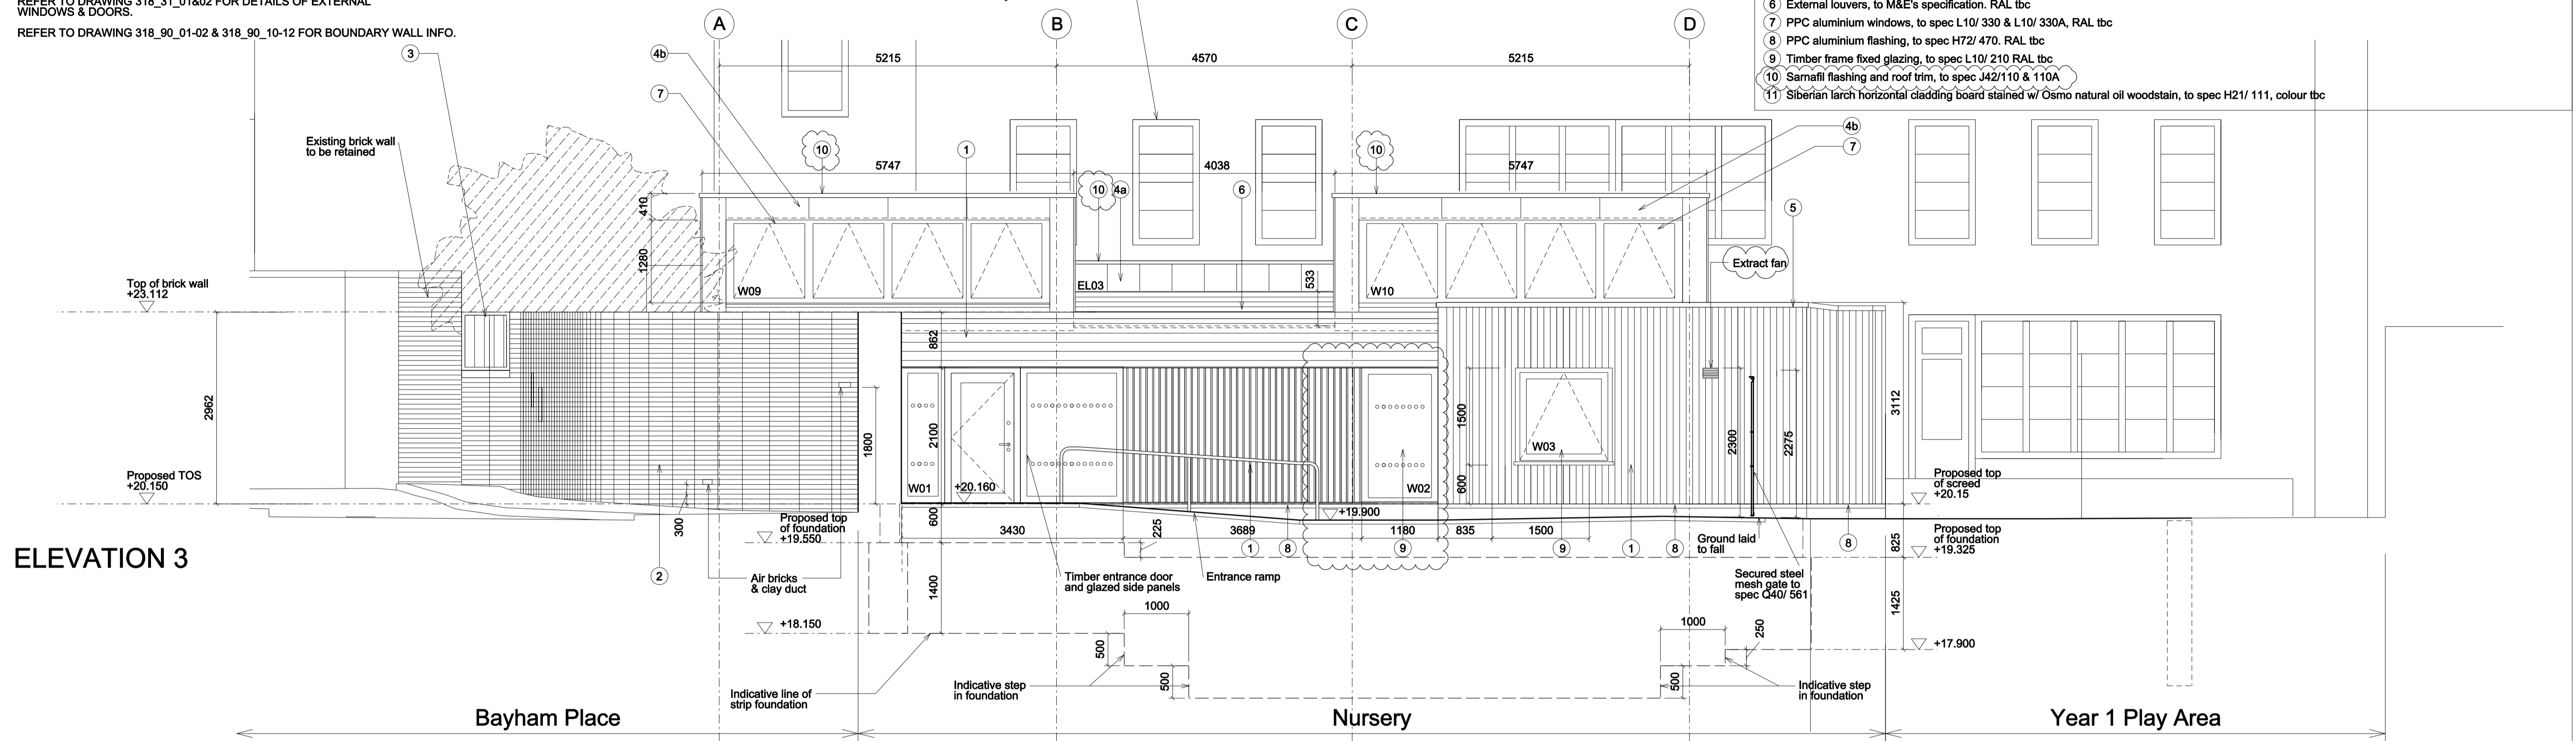 REFER TO DRAWING 318_31_01&02 FOR DETAILS OF EXTERNAL
WINDOWS & DOORS.
REFER TO DRAWING 318_90_01-02 & 318_90_10-12 FOR BOUNDARY WALL INFO.
6 External louvers, to M&E's specification. RAL tbc
7 PPC aluminium windows, to spec L10/ 330 & L10/ 330A, RAL tbc
8 PPC aluminium flashing, to spec H72/ 470. RAL tbc
9 Timber frame fixed glazing, to spec L10/ 210 RAL tbc
10 Sarnafil flashing and roof trim, to spec J42/110 & 110A
11 Siberian larch horizontal cladding board stained w/ Osmo natural oil woodstain, to spec H21/ 111, colour tbc
A
B
C
D
3
4b
7
5215
4570
5215
Existing brick wall
to be retained
10
1
10
4b
7
5747
4038
5747
10
4a
6
5
410
1280
W09
EL03
533
W10
Extract fan
Top of brick wall
+23.112
862
2962
1800
2100
1500
600
W03
2300
2275
3112
Proposed TOS
+20.150
W01
+20.160
W02
Proposed top
of screed
+20.15
300
Proposed top
of foundation
+19.550
600
3430
225
3689
+19.900
1180
835
1500
1
8
9
9
1
8
Ground laid
to fall
8
825
Proposed top
of foundation
+19.325
ELEVATION 3
2
Air bricks
& clay duct
1400
Timber entrance door
and glazed side panels
Entrance ramp
Secured steel
mesh gate to
spec Q40/ 561
1425
+18.150
1000
500
500
1000
250
500
+17.900
Indicative line of
strip foundation
Indicative step
in foundation
Indicative step
in foundation
Bayham Place
Nursery
Year 1 Play Area